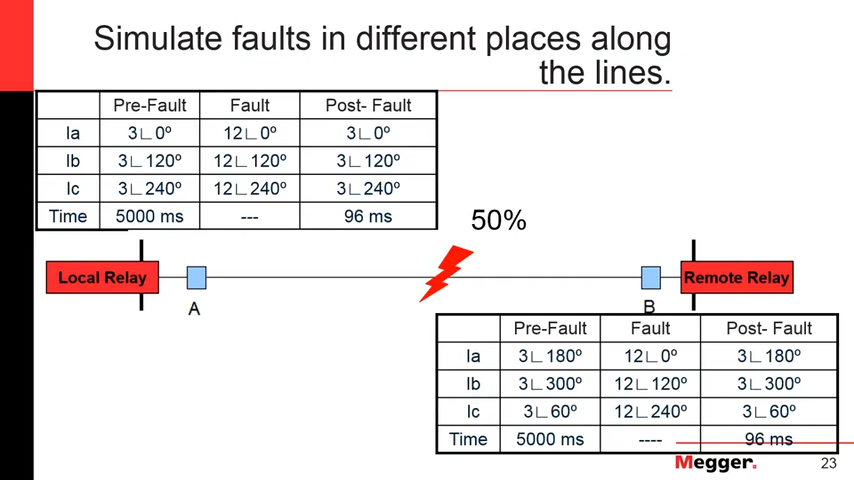 Simulate faults in different places along
the lines.
Pre-Fault Fault Post- Fault
Ia 3∟0º 12∟0º 3∟0º
Ib 3∟120º 12∟120º 3∟120º
Ic 3∟240º 12∟240º 3∟240º
Time 5000 ms --- 96 ms
50%
Local Relay
Remote Relay
A
B
Pre-Fault Fault Post- Fault
Ia 3∟180º 12∟0º 3∟180º
Ib 3∟300º 12∟120º 3∟300º
Ic 3∟60º 12∟240º 3∟60º
Time 5000 ms ---- 96 ms
Megger.
23